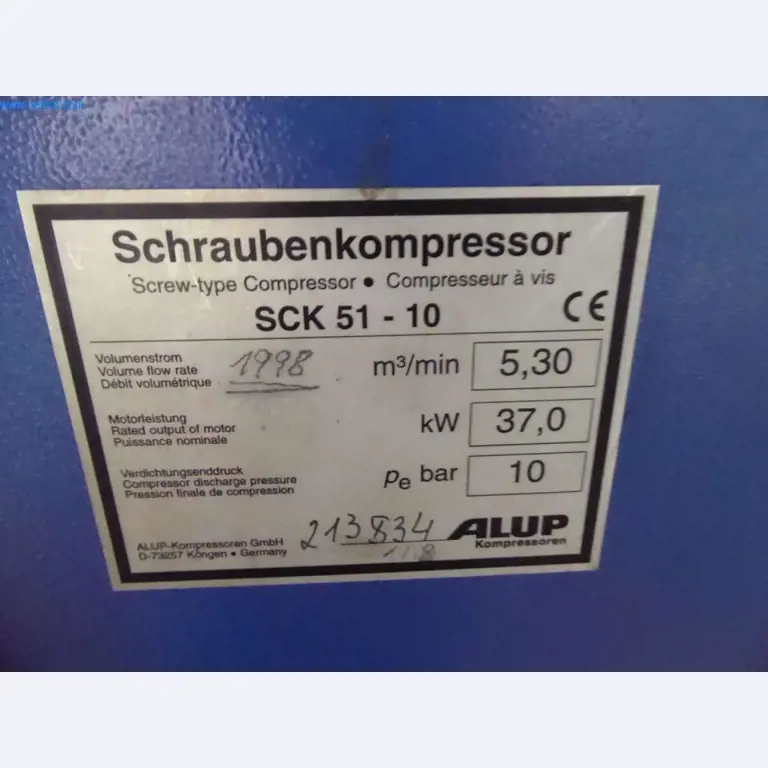 Schraubenkompressor
Screw-type Compressor • Compresseur à vis
SCK 51 - 10
CE
Volumenstrom
Volume flow rate
Débit volumétrique
1998
m³/min
5,30
Motorleistung
Rated output of motor
Puissance nominale
kW
37,0
Verdichtungsenddruck
Compressor discharge pressure
Pression finale de compression
pe bar
10
ALUP-Kompressoren GmbH
D-73257 Köngen • Germany
213834
ALUP
Kompressoren